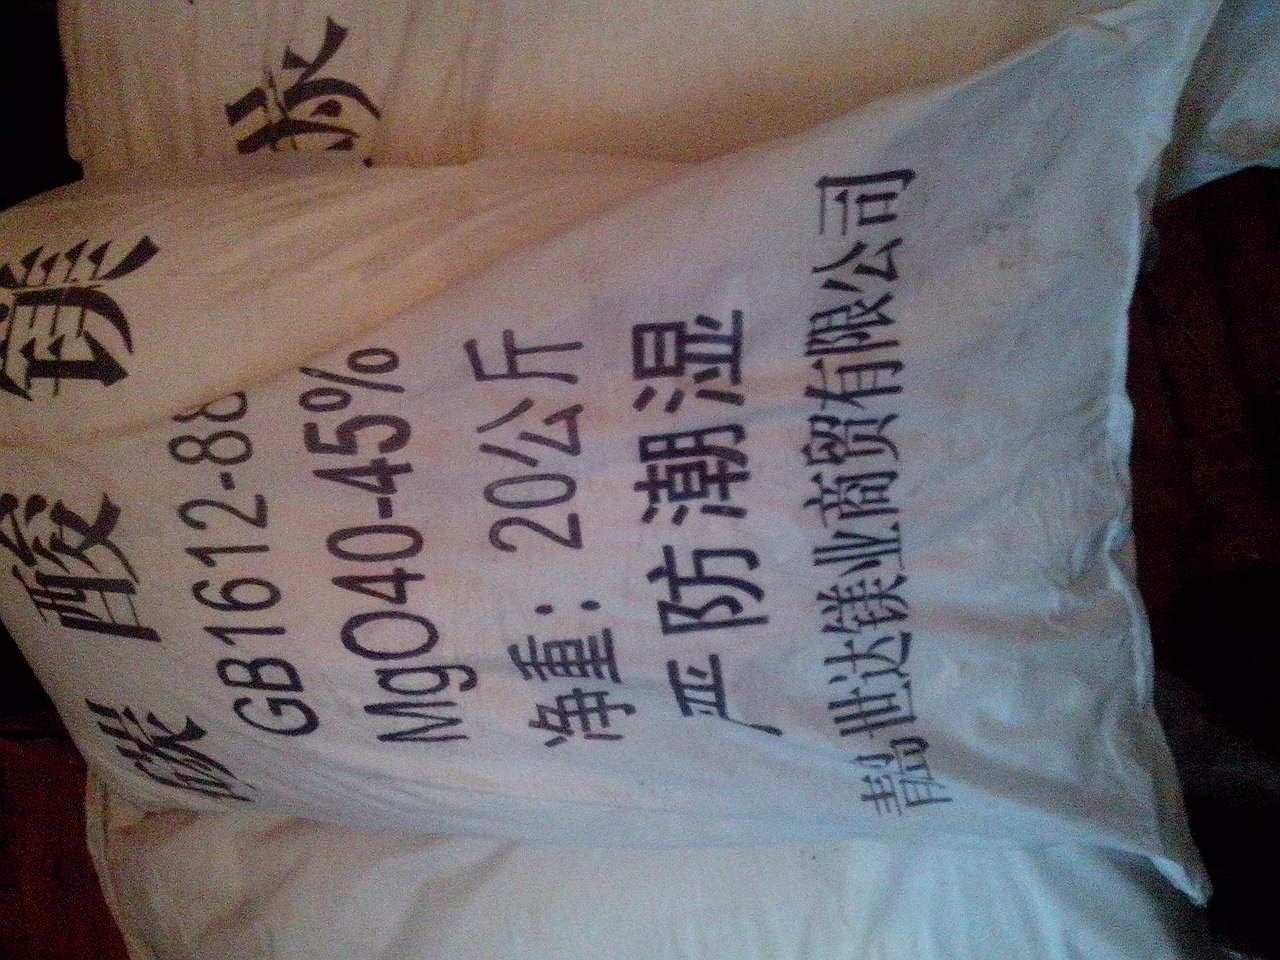 碳酸镁
GB1612-88
MgO40-45%
净重：20公斤
严防潮湿
世达镁业商贸有限公司